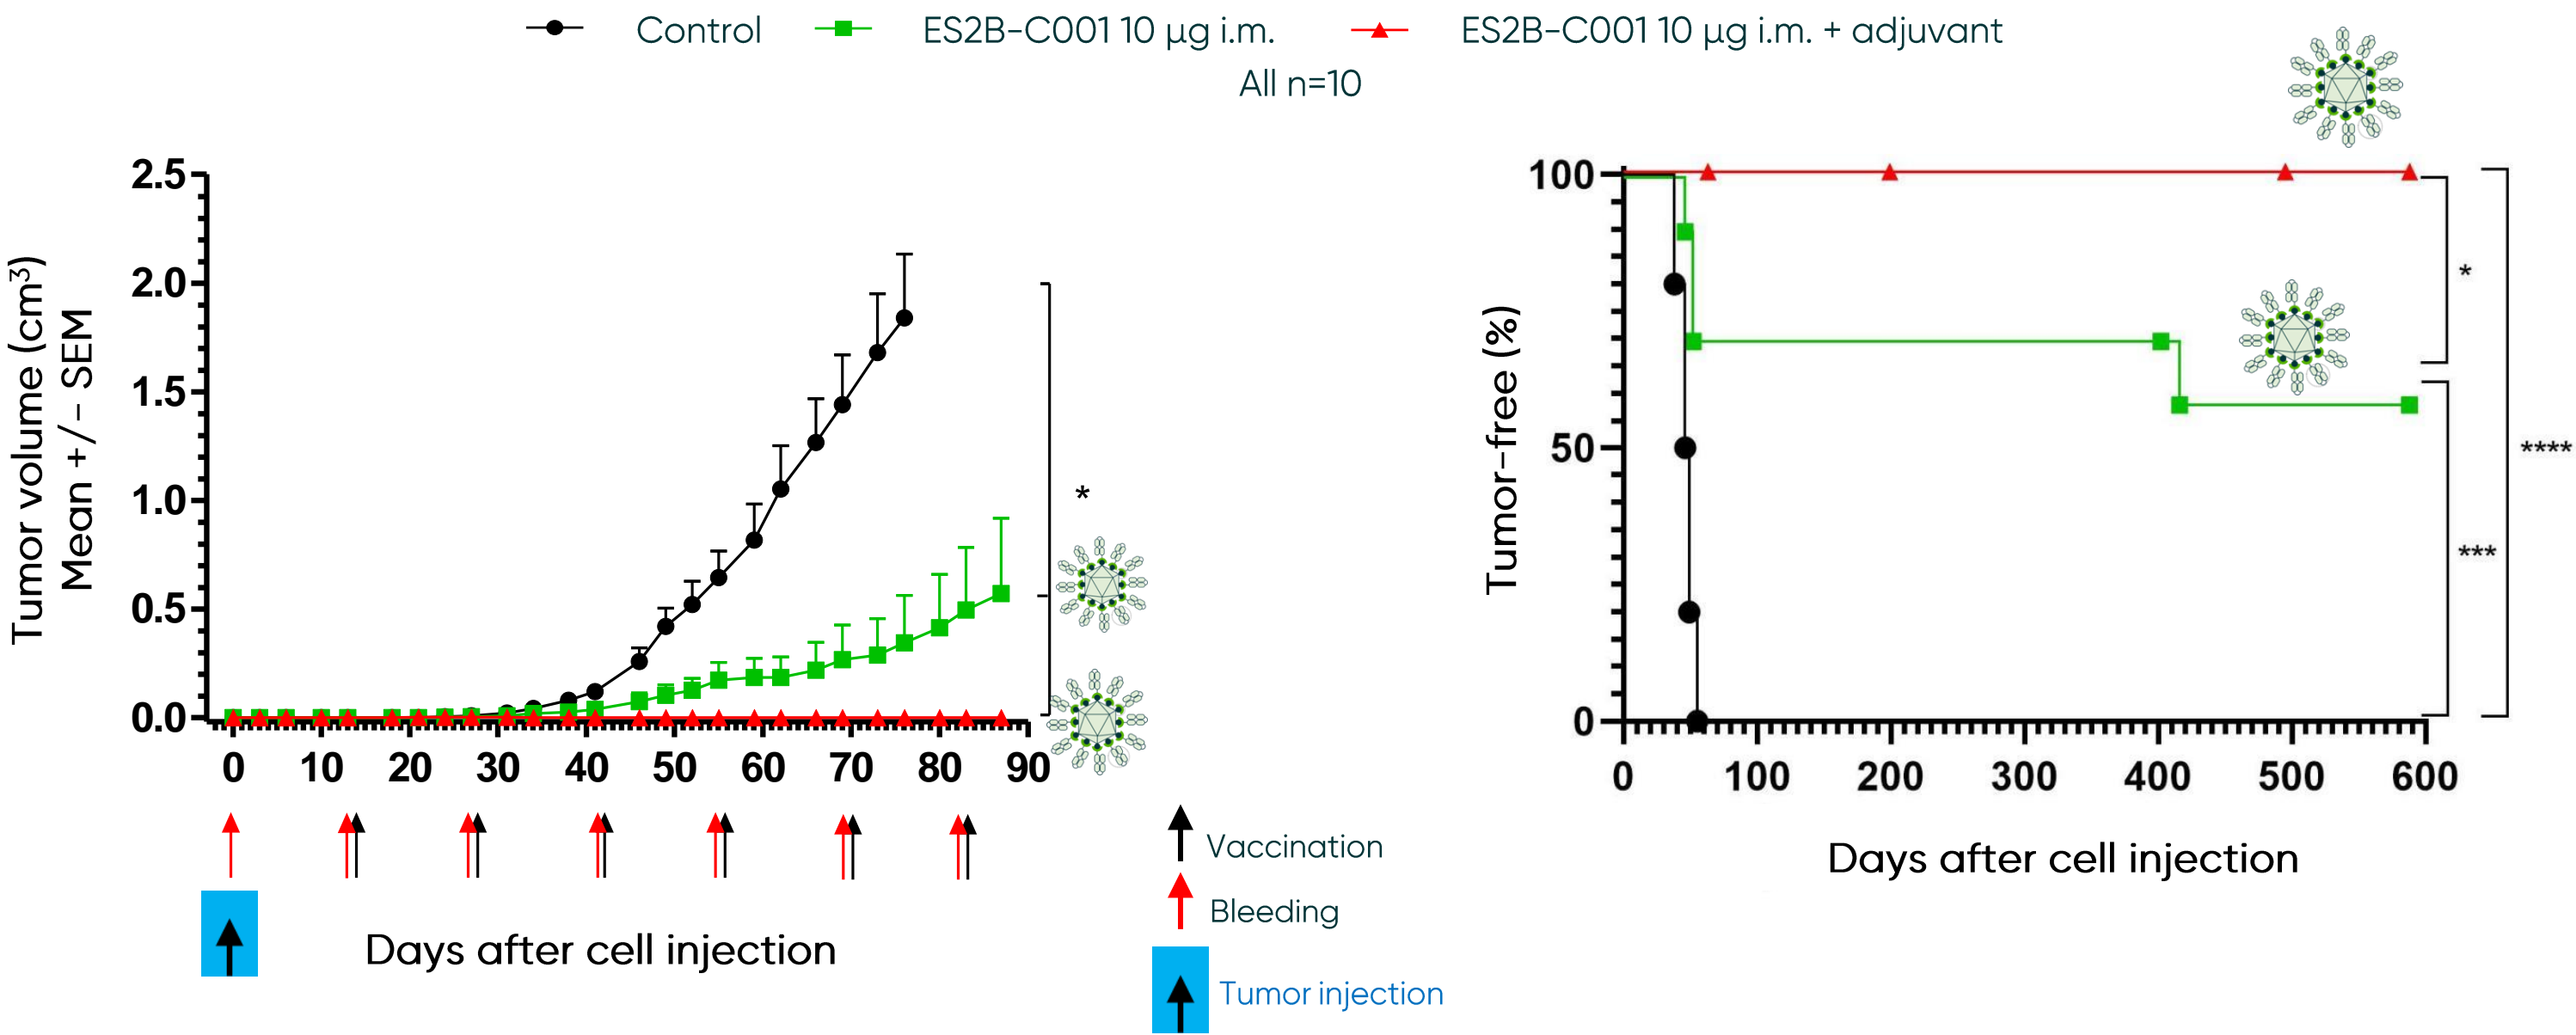 Control
ES2B-C001 10 µg i.m.
ES2B-C001 10 µg i.m. + adjuvant
All n=10
Tumor volume (cm³)
Mean +/- SEM
2.5
2.0
1.5
1.0
0.5
0.0
0 10 20 30 40 50 60 70 80 90
*
Days after cell injection
Vaccination
Bleeding
Tumor injection
Tumor-free (%)
100
50
0
0 100 200 300 400 500 600
*
***
****
Days after cell injection